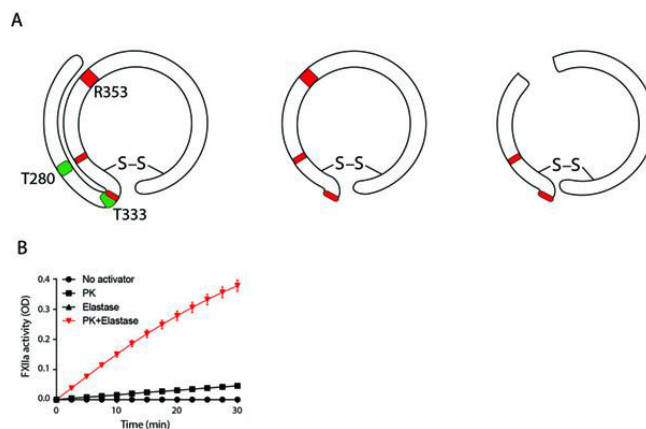 A
R353
S–S
S–S
S–S
T280
T333
B
No activator
PK
Elastase
PK+Elastase
FXIIa activity (OD)
0.4
0.3
0.2
0.1
0.0
0
10
20
30
Time (min)